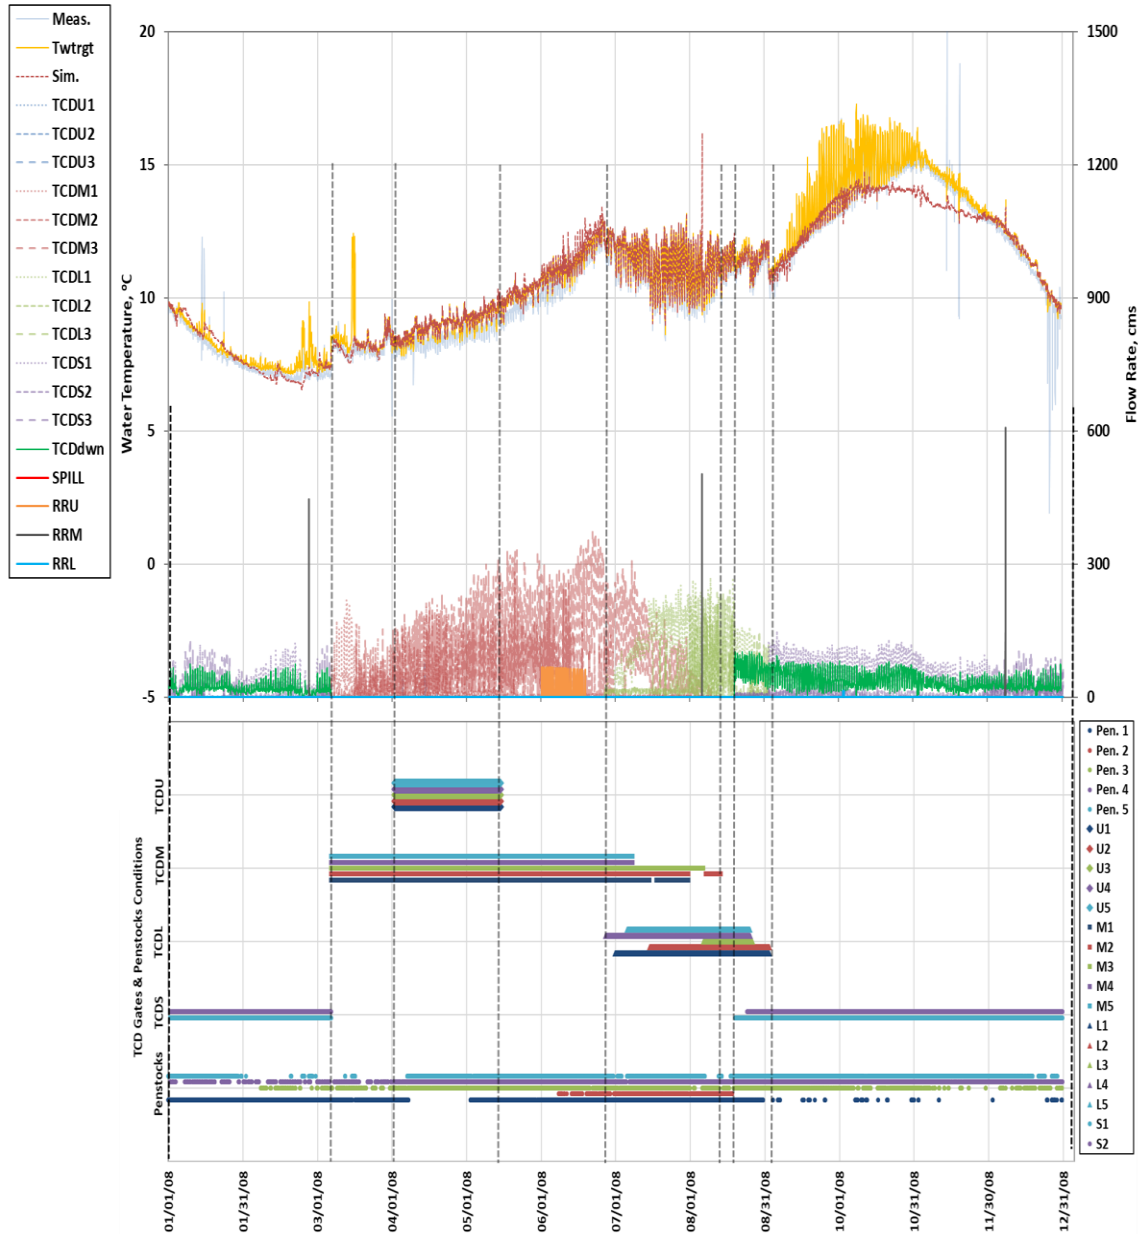 Meas.
Twtrgt
Sim.
TCDU1
TCDU2
TCDU3
TCDM1
TCDM2
TCDM3
TCDL1
TCDL2
TCDL3
TCDS1
TCDS2
TCDS3
TCDdwn
SPILL
RRU
RRM
RRL
Water Temperature, °C
20
15
10
5
0
-5
1500
1200
900
600
300
0
Flow Rate, cms
TCD Gates & Penstocks Conditions
TCDU
TCDM
TCDL
TCDS
Penstocks
Pen. 1
Pen. 2
Pen. 3
Pen. 4
Pen. 5
U1
U2
U3
U4
U5
M1
M2
M3
M4
M5
L1
L2
L3
L4
L5
S1
S2
01/01/08
01/31/08
03/01/08
04/01/08
05/01/08
06/01/08
07/01/08
08/01/08
08/31/08
10/01/08
10/31/08
11/30/08
12/31/08